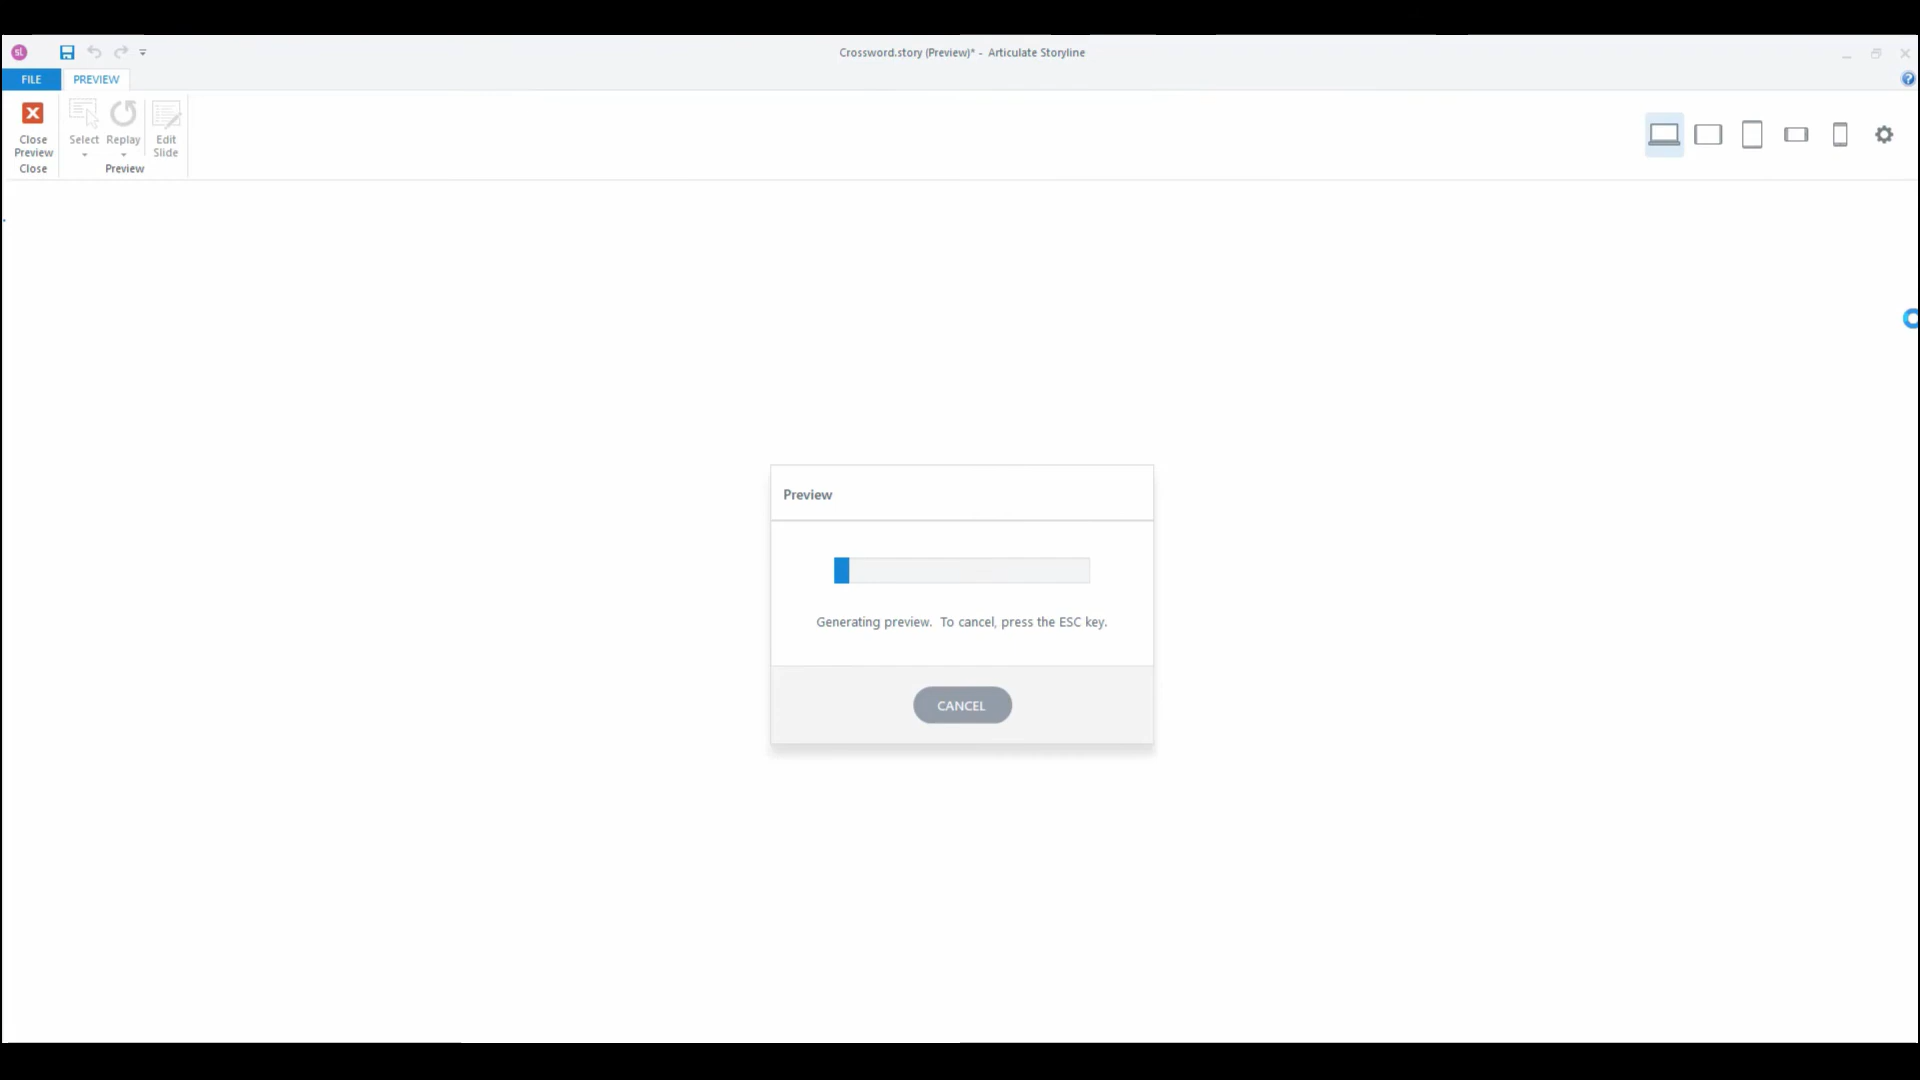 sl
Crossword.story (Preview)* - Articulate Storyline
FILE
PREVIEW
?
Close Preview
Select
Replay
Edit Slide
Close
Preview
Preview
Generating preview.  To cancel, press the ESC key.
CANCEL